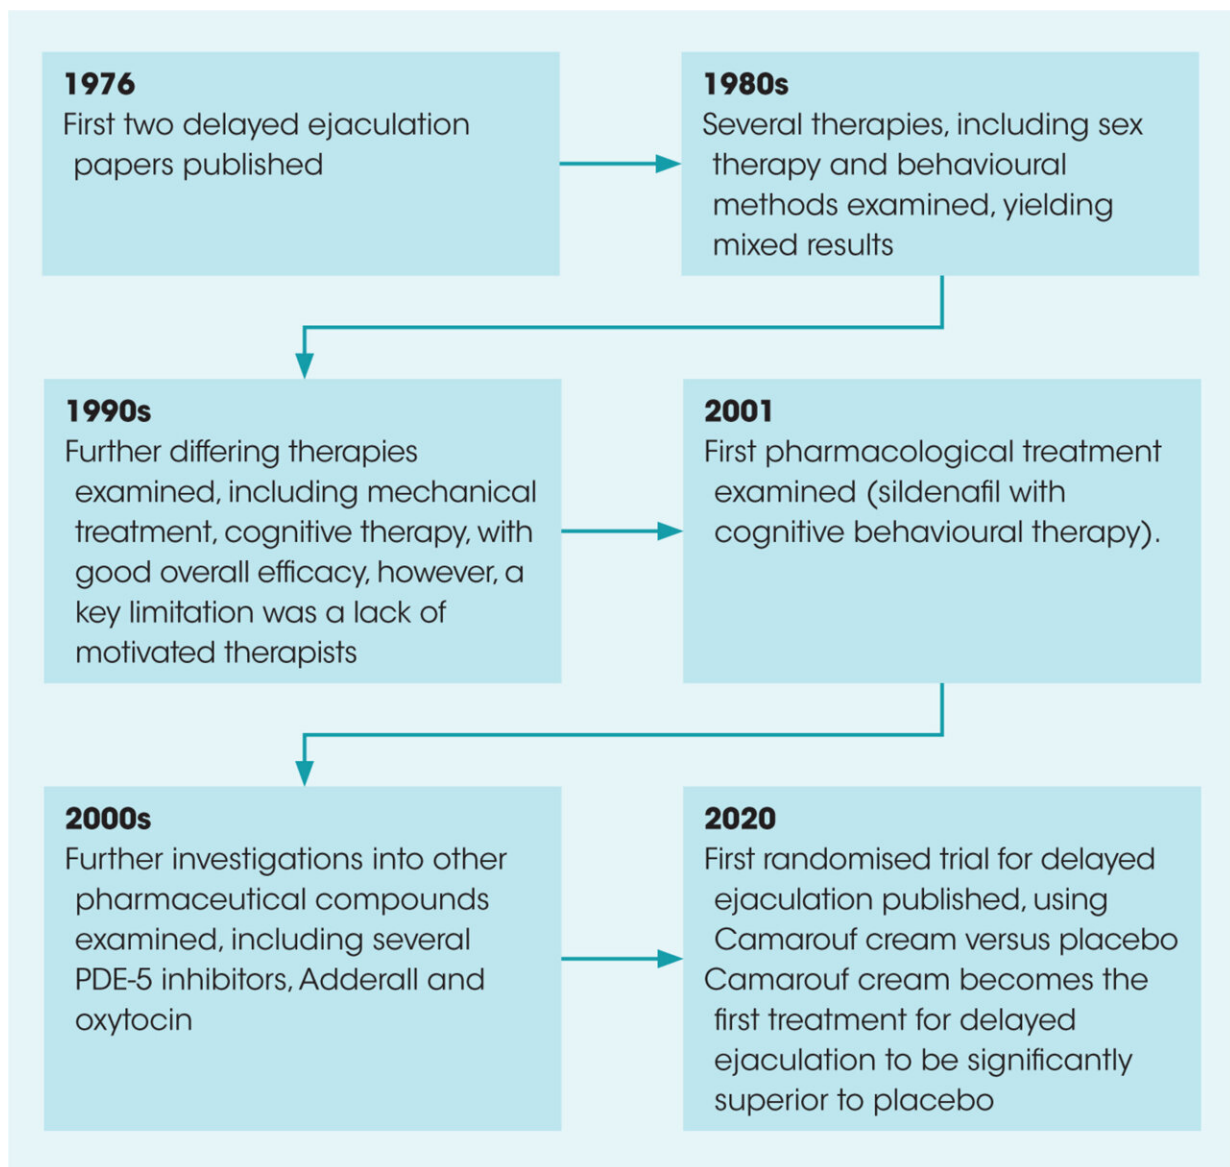 1976
First two delayed ejaculation
papers published
1980s
Several therapies, including sex
therapy and behavioural
methods examined, yielding
mixed results
1990s
Further differing therapies
examined, including mechanical
treatment, cognitive therapy, with
good overall efficacy, however, a
key limitation was a lack of
motivated therapists
2001
First pharmacological treatment
examined (sildenafil with
cognitive behavioural therapy).
2000s
Further investigations into other
pharmaceutical compounds
examined, including several
PDE-5 inhibitors, Adderall and
oxytocin
2020
First randomised trial for delayed
ejaculation published, using
Camarouf cream versus placebo
Camarouf cream becomes the
first treatment for delayed
ejaculation to be significantly
superior to placebo